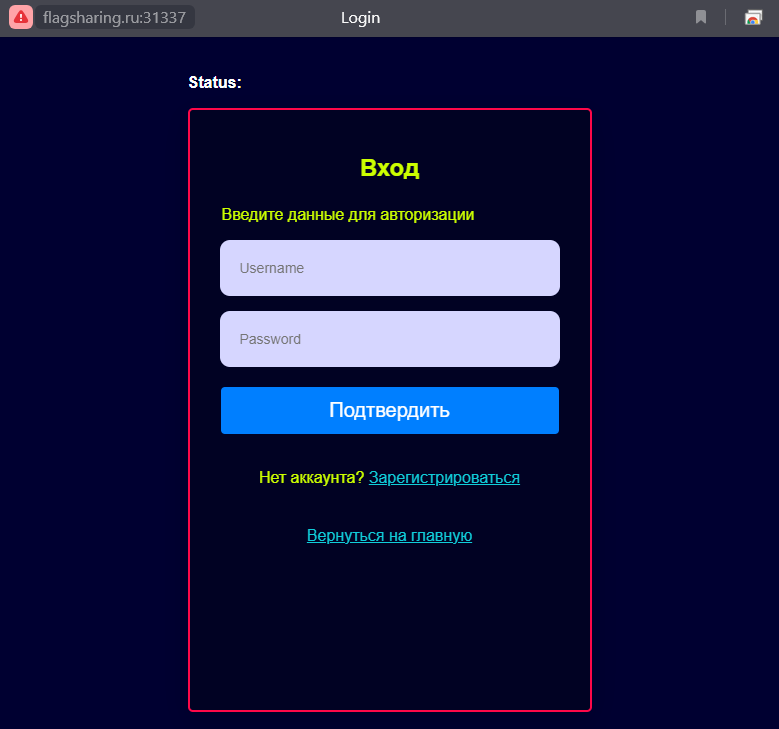 flagsharing.ru:31337
Login
Status:
Вход
Введите данные для авторизации
Username
Password
Подтвердить
Нет аккаунта? Зарегистрироваться
Вернуться на главную